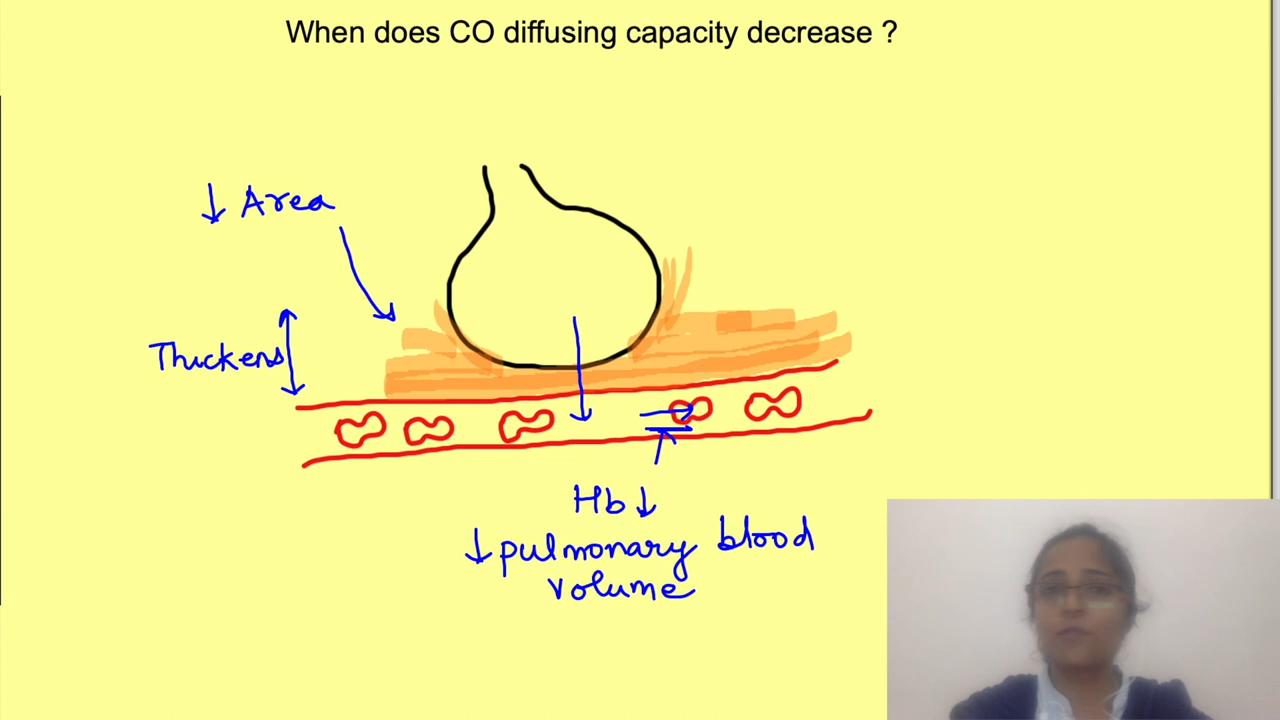 When does CO diffusing capacity decrease ?
↓ Area
Thickens
Hb↓
↓ pulmonary blood
volume